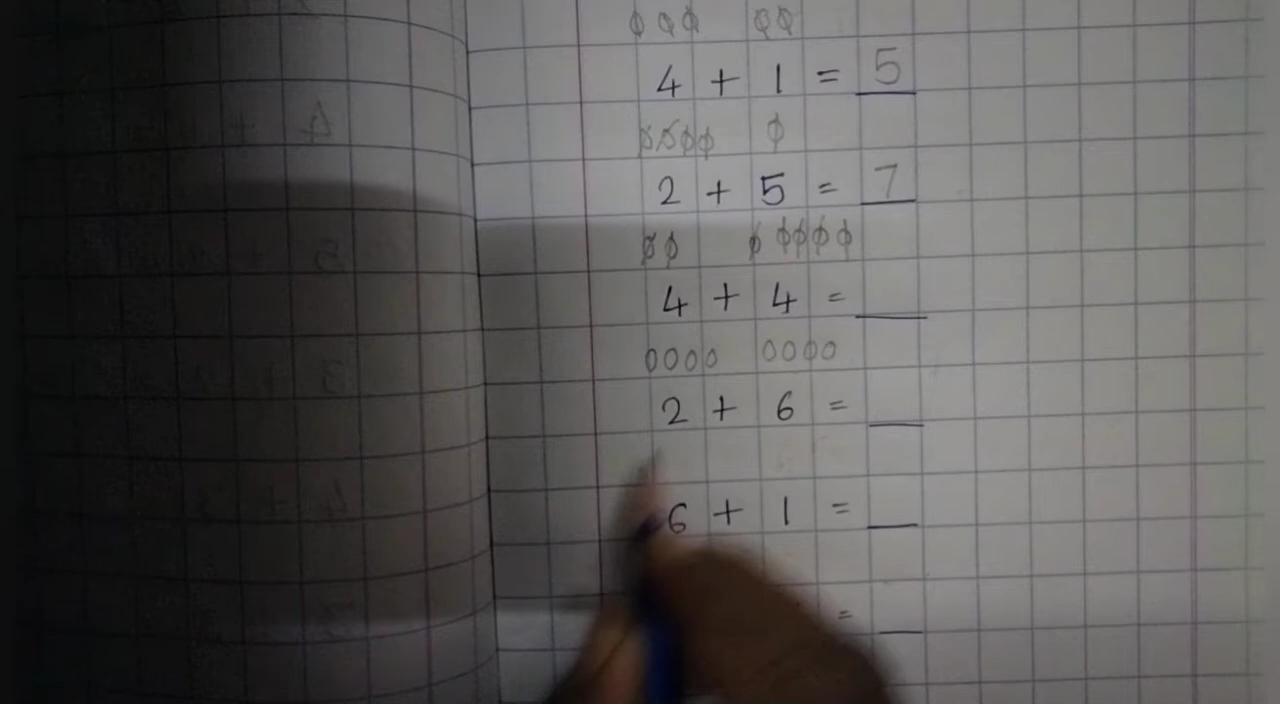 4 + 1 = 5
2 + 5 = 7
4 + 4 =
2 + 6 =
6 + 1 =
=